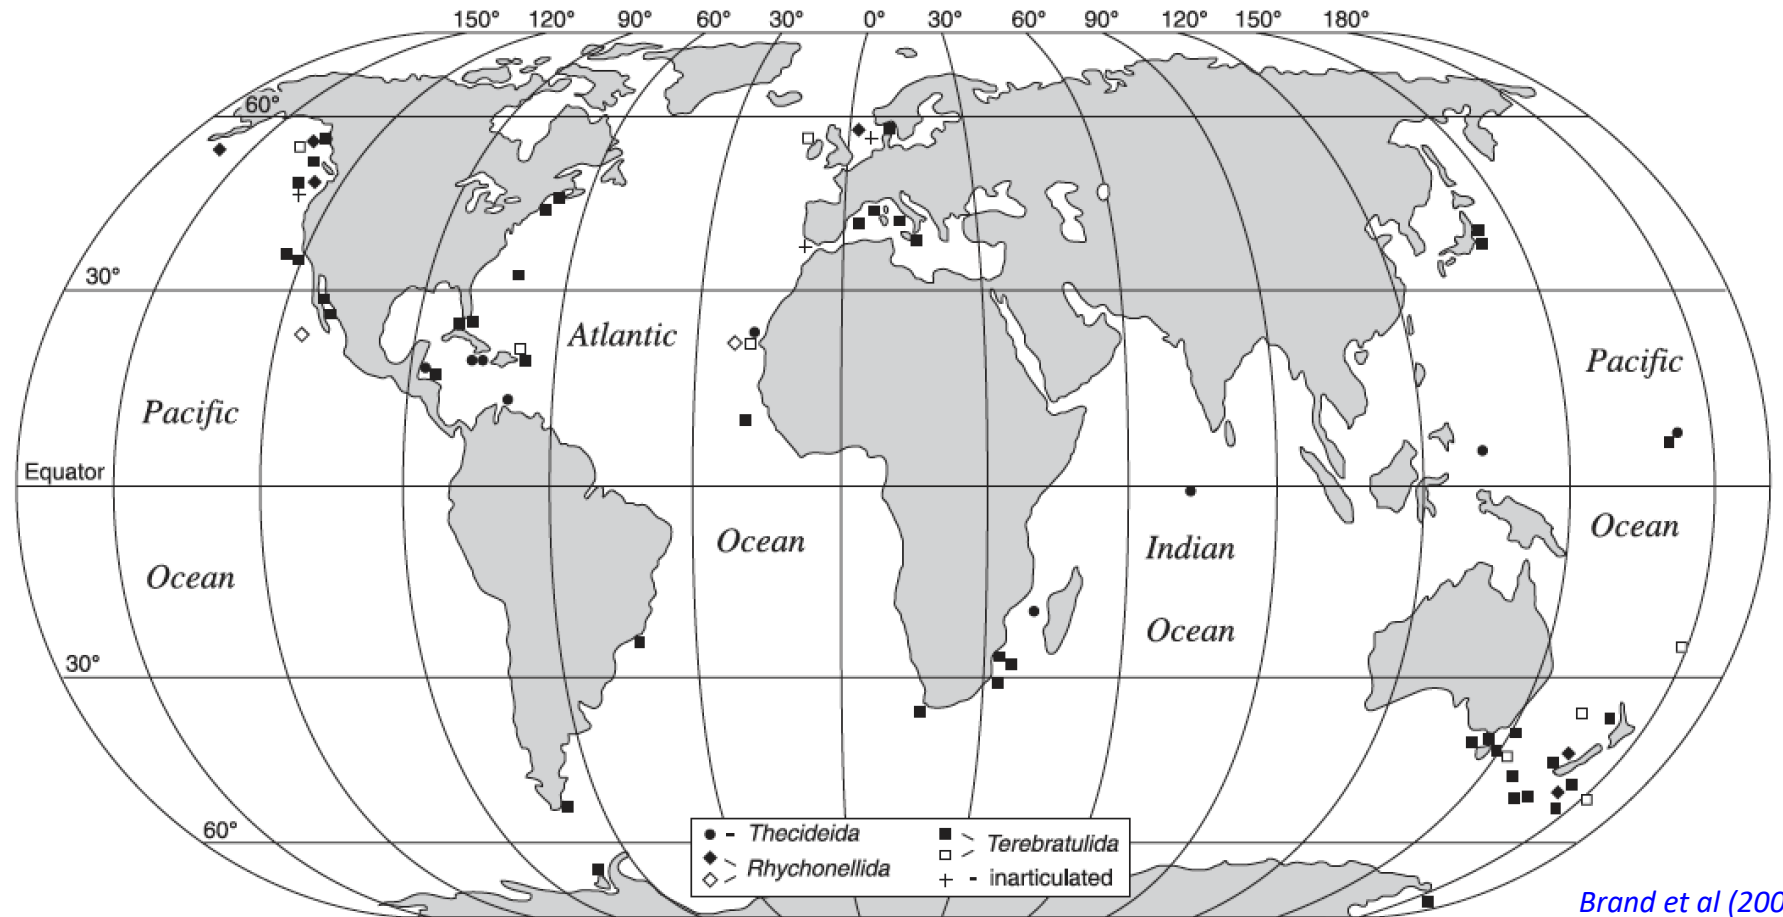 150° 120° 90° 60° 30° 0° 30° 60° 90° 120° 150° 180°
60°
30°
Atlantic
Pacific
Pacific
Equator
Ocean
Ocean
Indian
Ocean
Ocean
30°
60°
Thecideida
Rhychonellida
Terebratulida
inarticulated
Brand et al (200